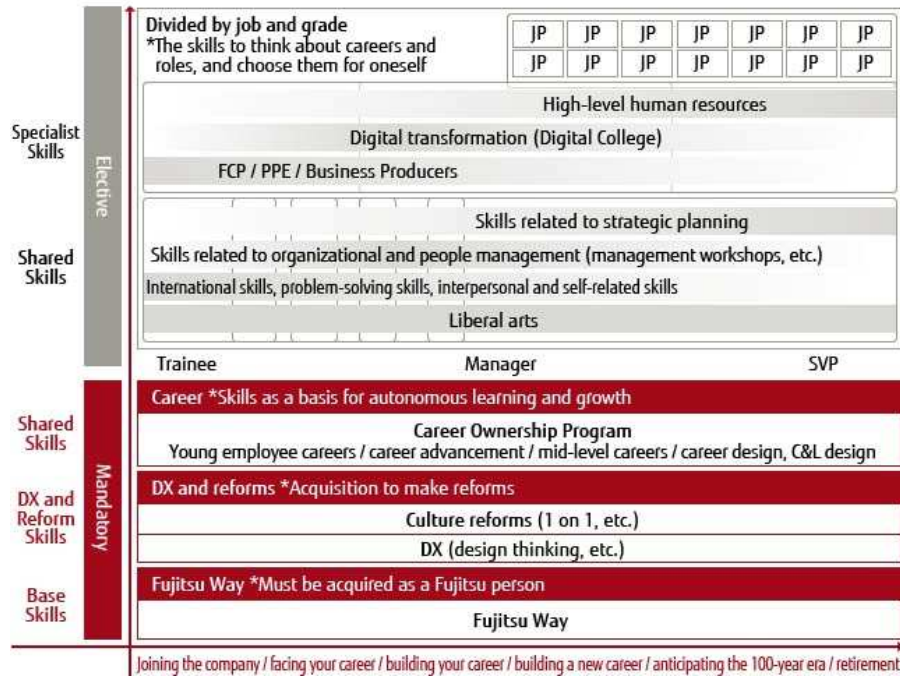 Divided by job and grade
*The skills to think about careers and
roles, and choose them for oneself
JP JP JP JP JP JP JP
JP JP JP JP JP JP JP
High-level human resources
Specialist
Skills
Digital transformation (Digital College)
FCP / PPE / Business Producers
Elective
Shared
Skills
Skills related to strategic planning
Skills related to organizational and people management (management workshops, etc.)
International skills, problem-solving skills, interpersonal and self-related skills
Liberal arts
Trainee Manager SVP
Mandatory
Shared
Skills
Career *Skills as a basis for autonomous learning and growth
Career Ownership Program
Young employee careers / career advancement / mid-level careers / career design, C&L design
DX and
Reform
Skills
DX and reforms *Acquisition to make reforms
Culture reforms (1 on 1, etc.)
DX (design thinking, etc.)
Base
Skills
Fujitsu Way *Must be acquired as a Fujitsu person
Fujitsu Way
Joining the company / facing your career / building your career / building a new career / anticipating the 100-year era / retirement